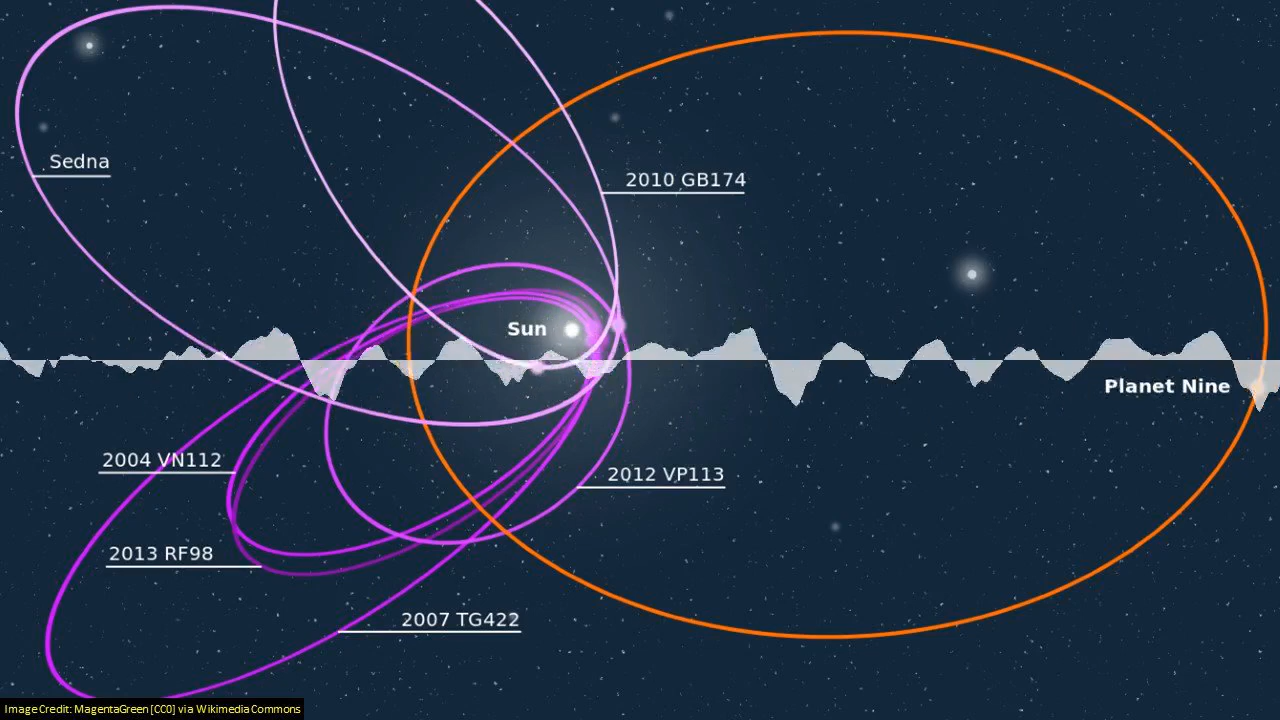 Sedna
2010 GB174
Sun
Planet Nine
2004 VN112
2012 VP113
2013 RF98
2007 TG422
Image Credit: MagentaGreen [CC0] via Wikimedia Commons